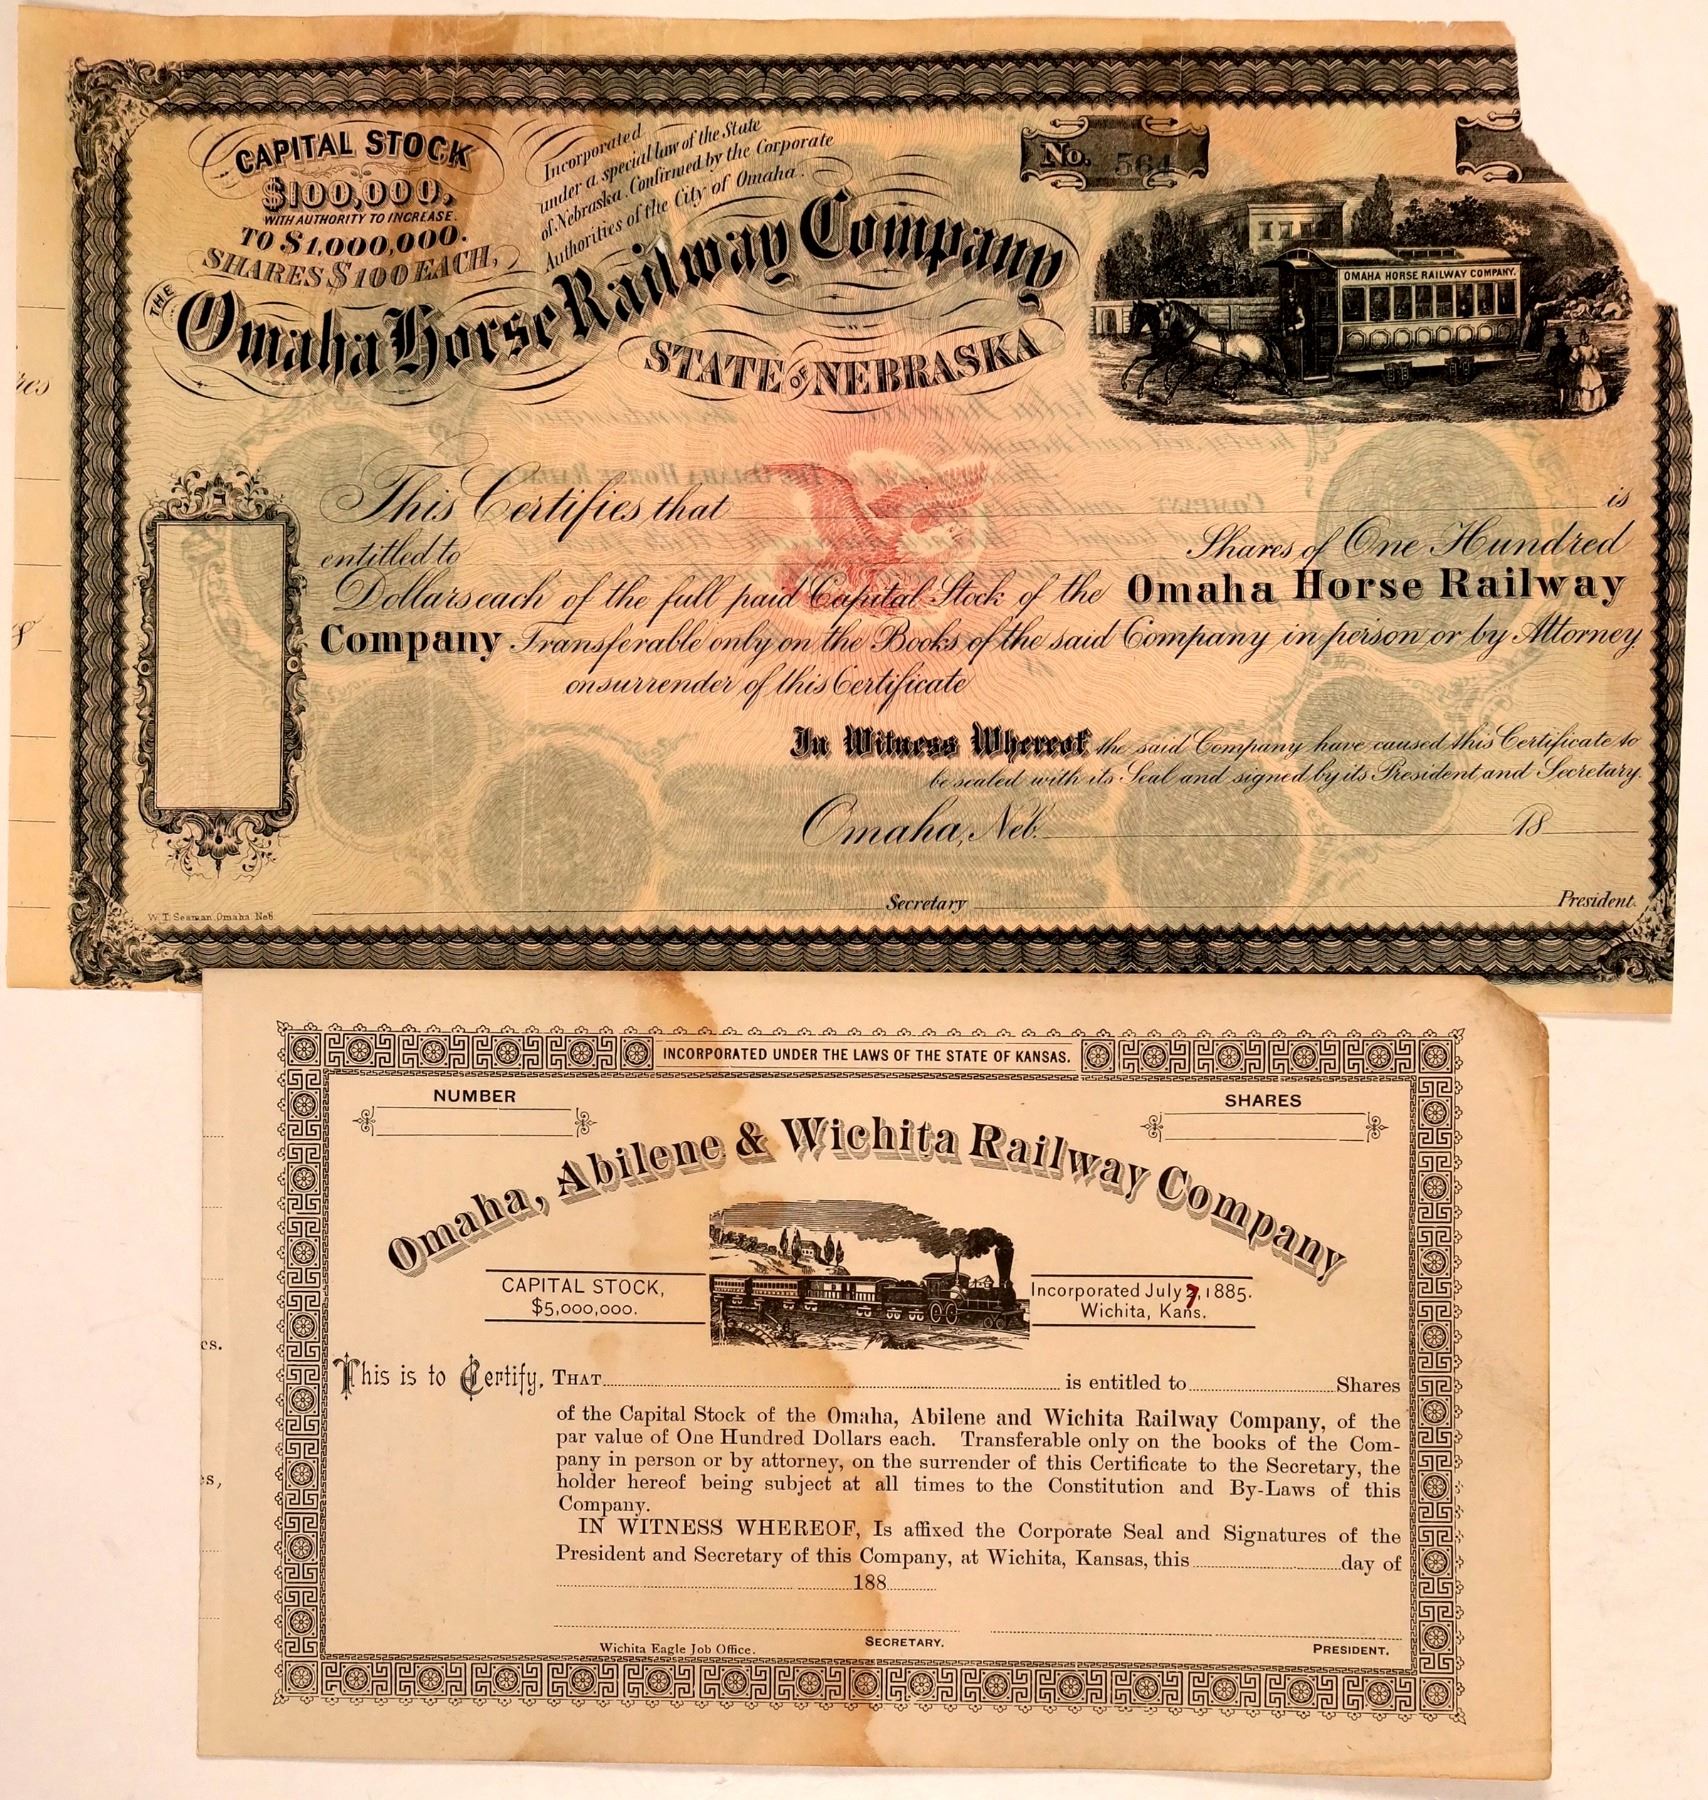 CAPITAL STOCK
$100,000,
WITH AUTHORITY TO INCREASE.
TO $1,000,000.
SHARES $100 EACH,
Incorporated
under a special law of the State
of Nebraska. Confirmed by the Corporate
Authorities of the City of Omaha.
No. 564
THE
Omaha Horse Railway Company
STATE OF NEBRASKA
OMAHA HORSE RAILWAY COMPANY.
This Certifies that is
entitled to Shares of One Hundred
Dollars each of the full paid Capital Stock of the Omaha Horse Railway
Company Transferable only on the Books of the said Company in person or by Attorney
on surrender of this Certificate
In Witness Whereof the said Company have caused this Certificate to
be sealed with its Seal and signed by its President and Secretary.
Omaha, Neb. 18
Secretary President.
W. T. Seaman, Omaha Neb.
INCORPORATED UNDER THE LAWS OF THE STATE OF KANSAS.
NUMBER SHARES
Omaha, Abilene & Wichita Railway Company
CAPITAL STOCK,
$5,000,000.
Incorporated July 7, 1885.
Wichita, Kans.
This is to Certify, THAT is entitled to Shares
of the Capital Stock of the Omaha, Abilene and Wichita Railway Company, of the
par value of One Hundred Dollars each. Transferable only on the books of the Com-
pany in person or by attorney, on the surrender of this Certificate to the Secretary, the
holder hereof being subject at all times to the Constitution and By-Laws of this
Company.
IN WITNESS WHEREOF, Is affixed the Corporate Seal and Signatures of the
President and Secretary of this Company, at Wichita, Kansas, this day of
188
SECRETARY. PRESIDENT.
Wichita Eagle Job Office.